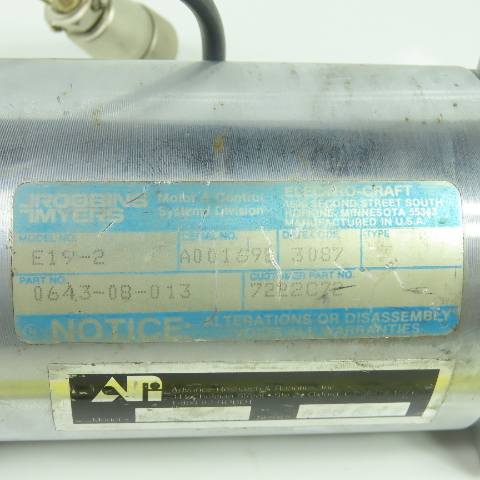 ROBBINS
MYERS
Motor & Control
Systems Division
ELECTRO-CRAFT
1600 SECOND STREET SOUTH
HOPKINS, MINNESOTA 55343
MANUFACTURED IN U.S.A.
MODEL NO. SERIAL NO. DATE CODE TYPE
E19-2 A001698 3087
PART NO. CUSTOMER PART NO.
0643-08-013 7222C72
NOTICE: ALTERATIONS OR DISASSEMBLY
ALL WARRANTIES.
Advance Research & Robotics, Inc.
Model